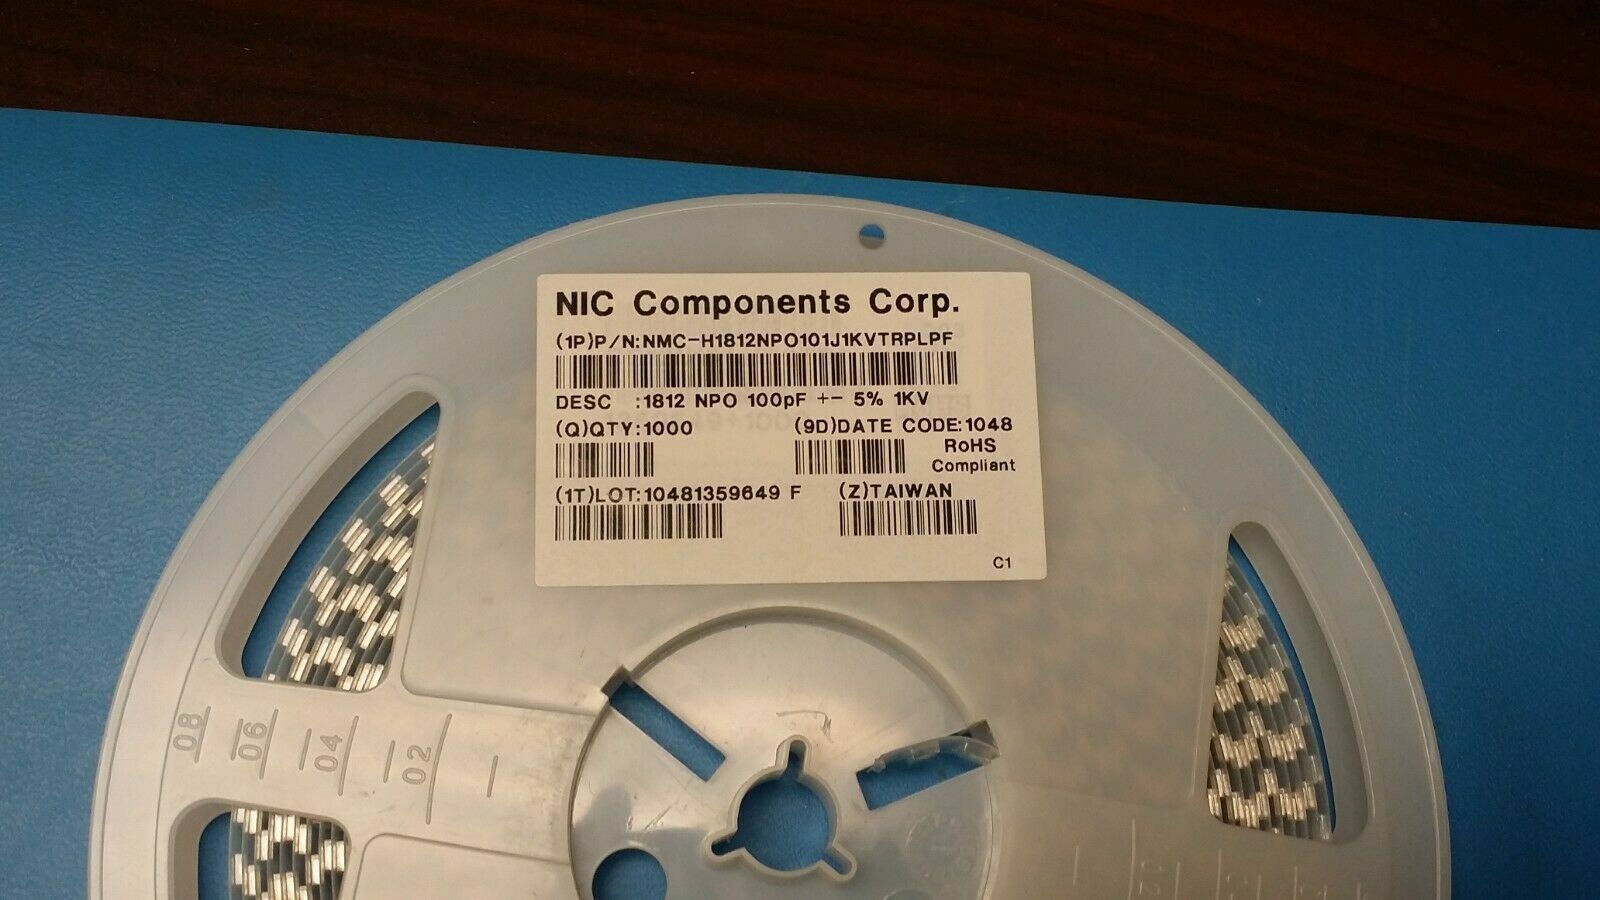 NIC Components Corp.
(1P)P/N:NMC-H1812NPO101J1KVTRPLPF
DESC :1812 NPO 100pF +- 5% 1KV
(Q)QTY:1000 (9D)DATE CODE:1048
RoHS
Compliant
(1T)LOT:10481359649 F (Z)TAIWAN
C1
08
06
04
02